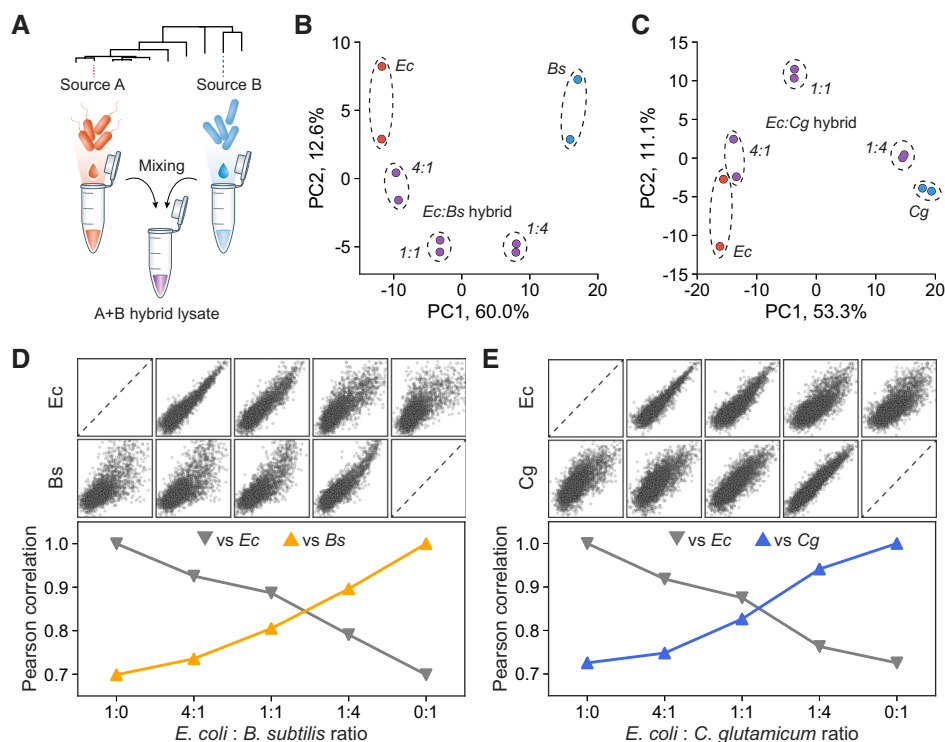 A
Source A
Source B
Mixing
A+B hybrid lysate
B
PC2, 12.6%
10
5
0
-5
Ec
Bs
4:1
Ec:Bs hybrid
1:1
1:4
-10
0
10
20
PC1, 60.0%
C
PC2, 11.1%
15
10
5
0
-5
-10
-15
1:1
Ec:Cg hybrid
4:1
1:4
Cg
Ec
-20
-10
0
10
20
PC1, 53.3%
D
Ec
Bs
Pearson correlation
1.0
0.9
0.8
0.7
vs Ec
vs Bs
1:0
4:1
1:1
1:4
0:1
E. coli : B. subtilis ratio
E
Ec
Cg
Pearson correlation
1.0
0.9
0.8
0.7
vs Ec
vs Cg
1:0
4:1
1:1
1:4
0:1
E. coli : C. glutamicum ratio